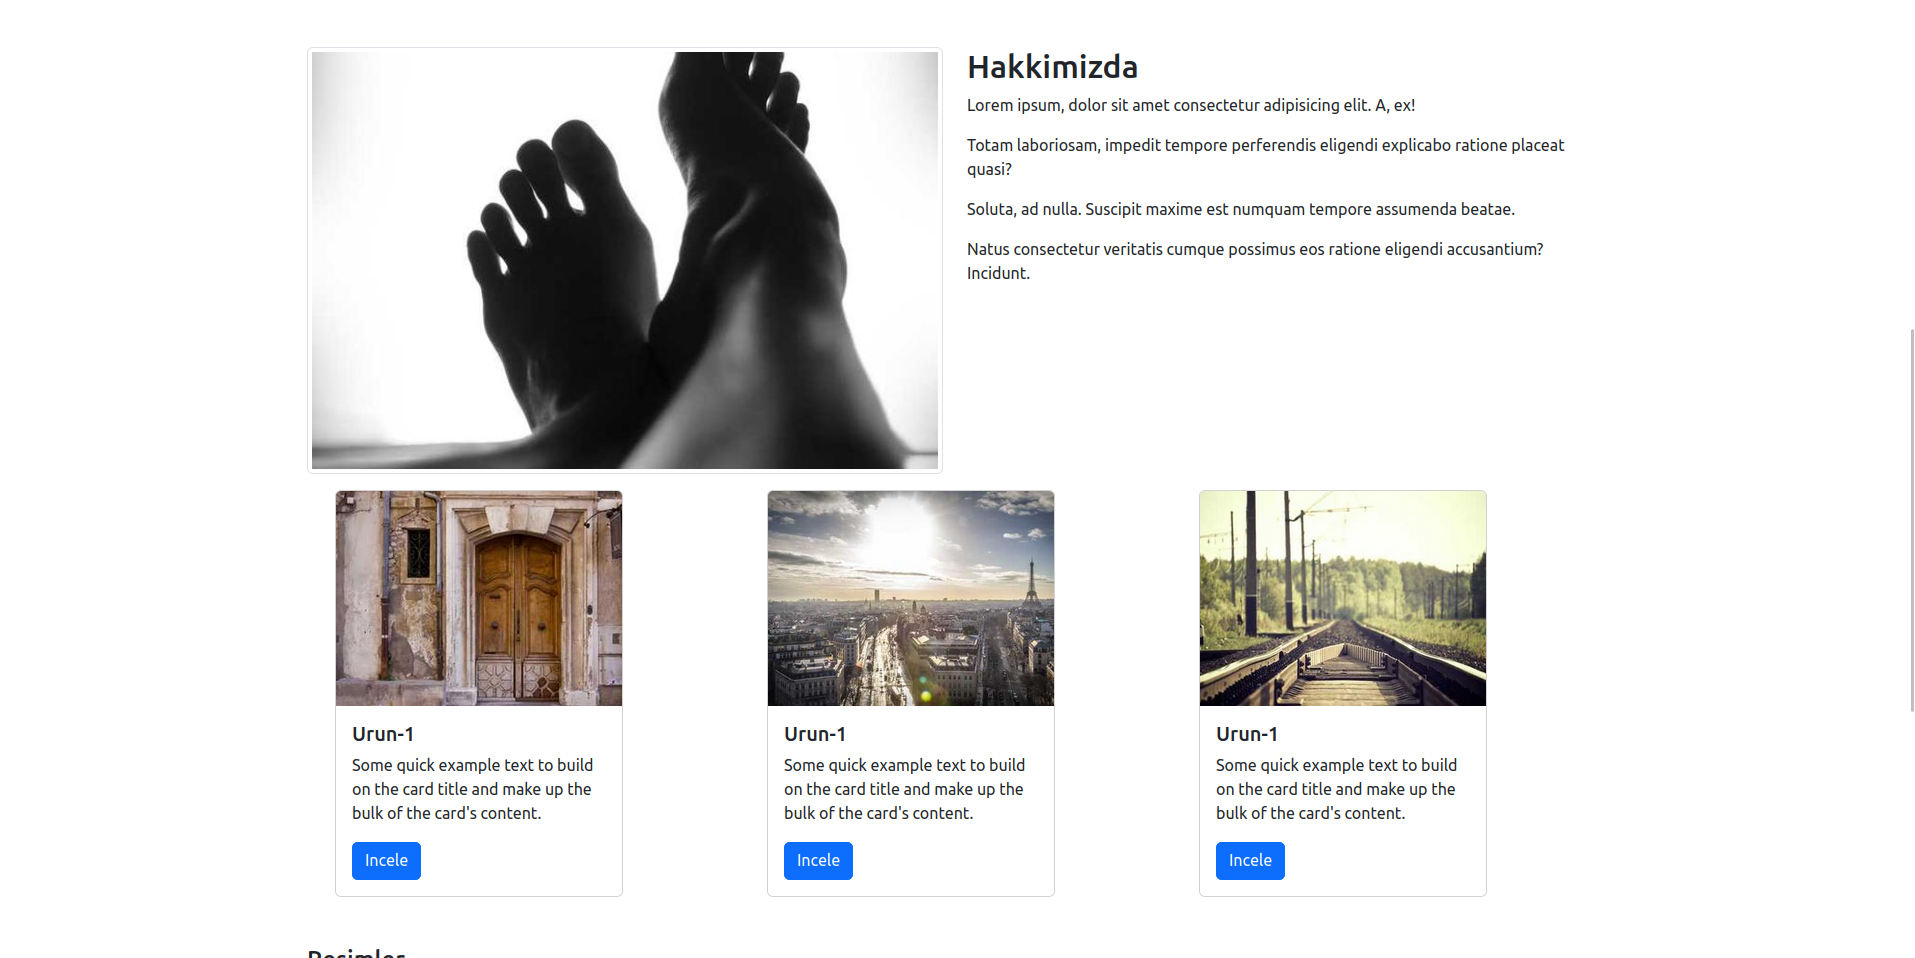 Hakkimizda
Lorem ipsum, dolor sit amet consectetur adipisicing elit. A, ex!
Totam laboriosam, impedit tempore perferendis eligendi explicabo ratione placeat
quasi?
Soluta, ad nulla. Suscipit maxime est numquam tempore assumenda beatae.
Natus consectetur veritatis cumque possimus eos ratione eligendi accusantium?
Incidunt.
Urun-1
Some quick example text to build
on the card title and make up the
bulk of the card's content.
Incele
Urun-1
Some quick example text to build
on the card title and make up the
bulk of the card's content.
Incele
Urun-1
Some quick example text to build
on the card title and make up the
bulk of the card's content.
Incele
Resimler